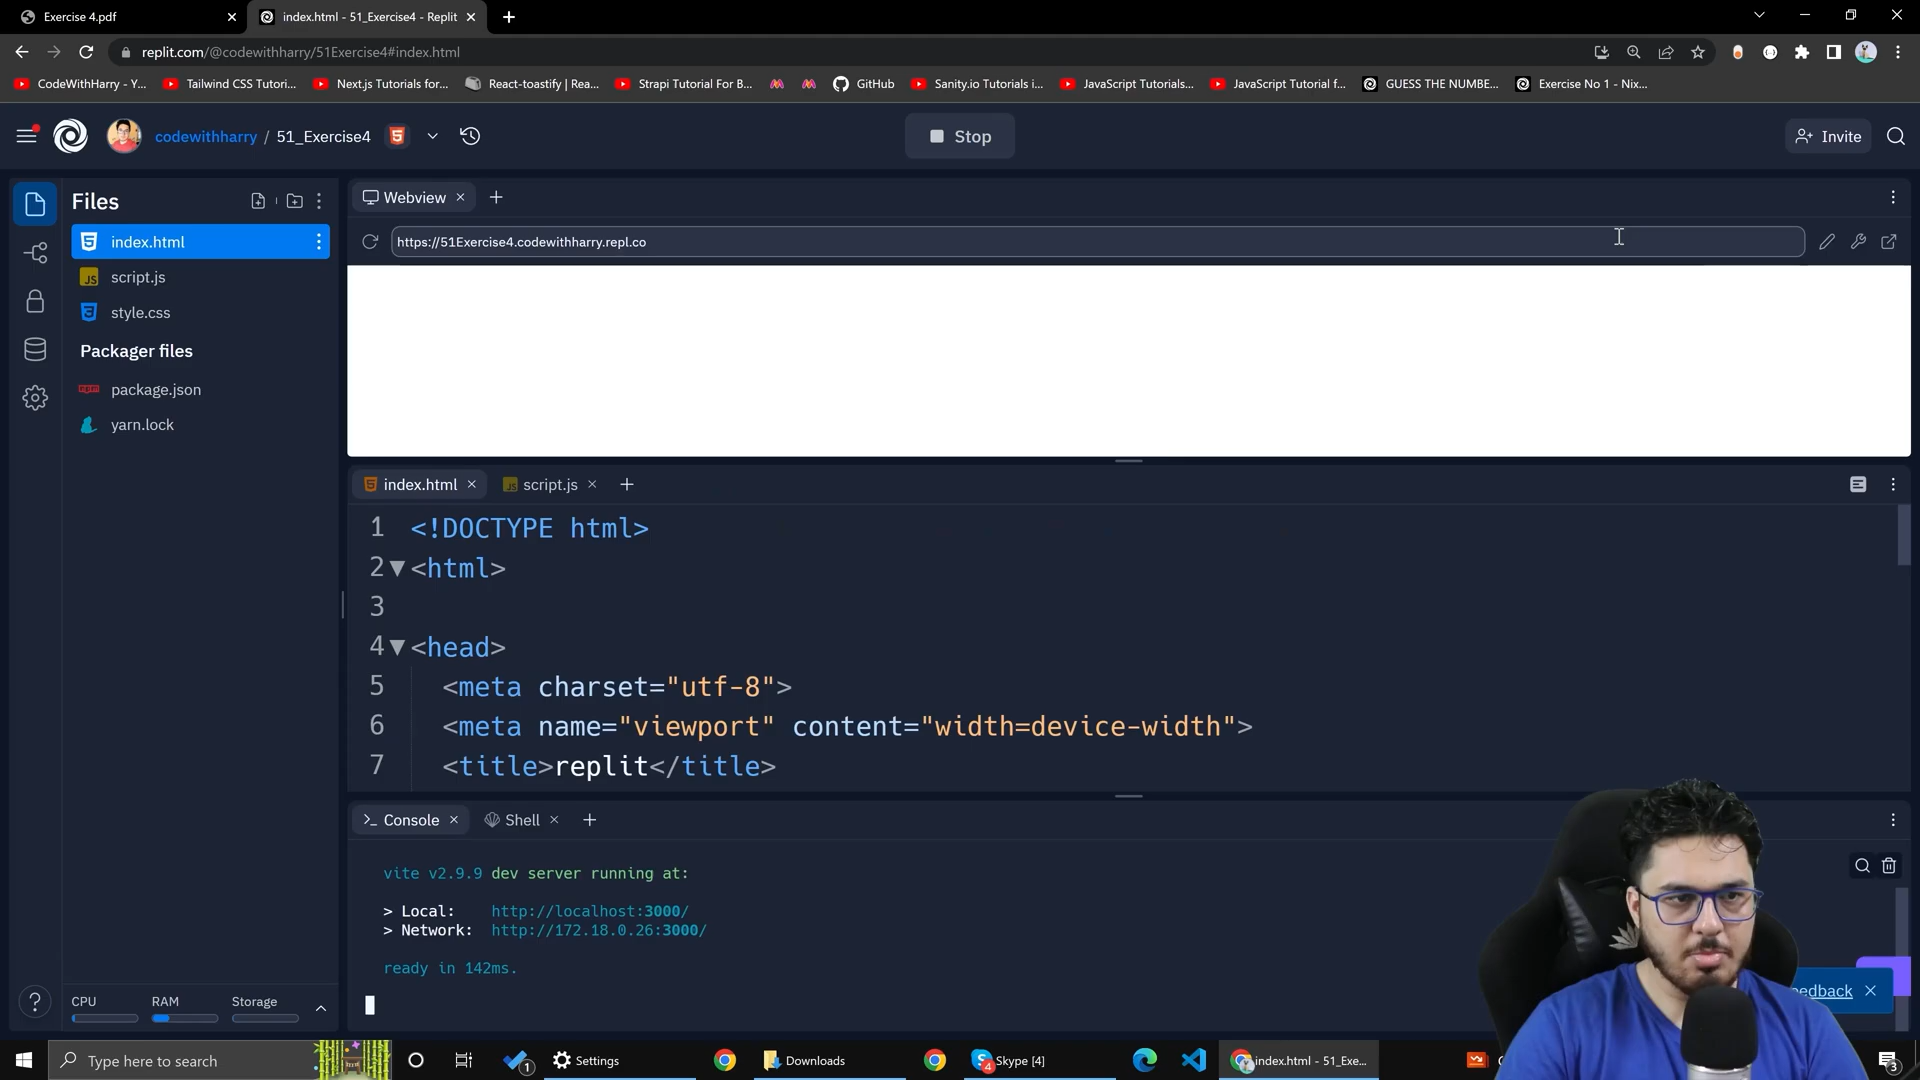 Exercise 4.pdf
index.html - 51_Exercise4 - Replit
replit.com/@codewithharry/51Exercise4#index.html
CodeWithHarry - Y...
Tailwind CSS Tutori...
Next.js Tutorials for...
React-toastify | Rea...
Strapi Tutorial For B...
GitHub
Sanity.io Tutorials i...
JavaScript Tutorials...
JavaScript Tutorial f...
GUESS THE NUMBE...
Exercise No 1 - Nix...
codewithharry / 51_Exercise4
Stop
Invite
Files
index.html
script.js
style.css
Packager files
package.json
yarn.lock
Webview
https://51Exercise4.codewithharry.repl.co
index.html
script.js
1 <!DOCTYPE html>
2 <html>
3
4 <head>
5 <meta charset="utf-8">
6 <meta name="viewport" content="width=device-width">
7 <title>replit</title>
>_ Console
Shell
vite v2.9.9 dev server running at:
> Local: http://localhost:3000/
> Network: http://172.18.0.26:3000/
ready in 142ms.
CPU
RAM
Storage
Type here to search
1
Settings
Downloads
4
Skype [4]
index.html - 51_Exe...
3